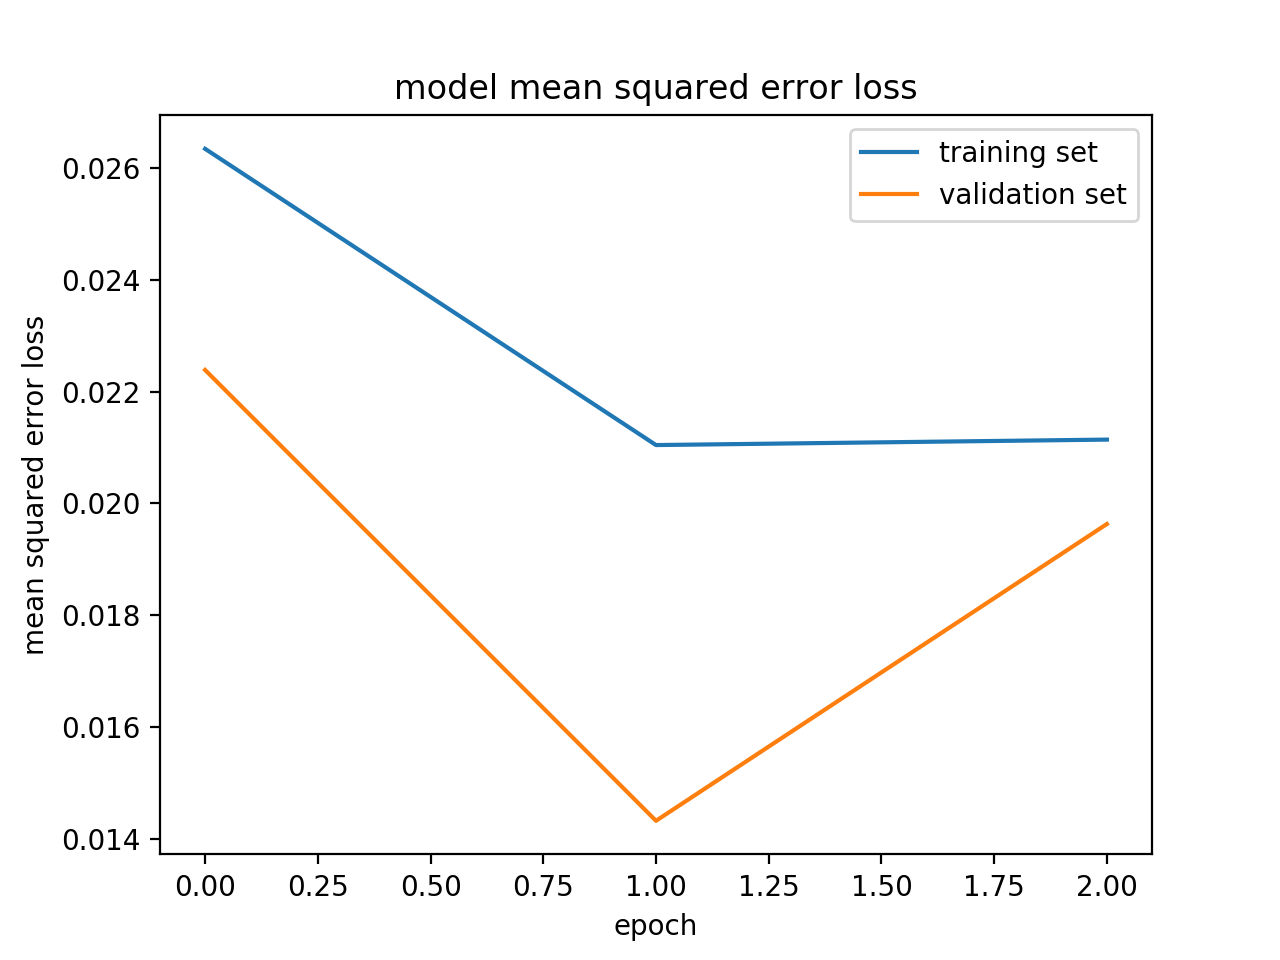 model mean squared error loss
training set
validation set
mean squared error loss
0.026
0.024
0.022
0.020
0.018
0.016
0.014
0.00 0.25 0.50 0.75 1.00 1.25 1.50 1.75 2.00
epoch